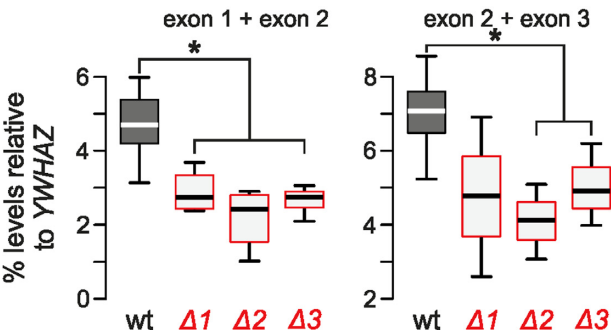 exon 1 + exon 2
exon 2 + exon 3
*
*
% levels relative
to YWHAZ
6
4
2
0
8
6
4
2
wt Δ1 Δ2 Δ3
wt Δ1 Δ2 Δ3